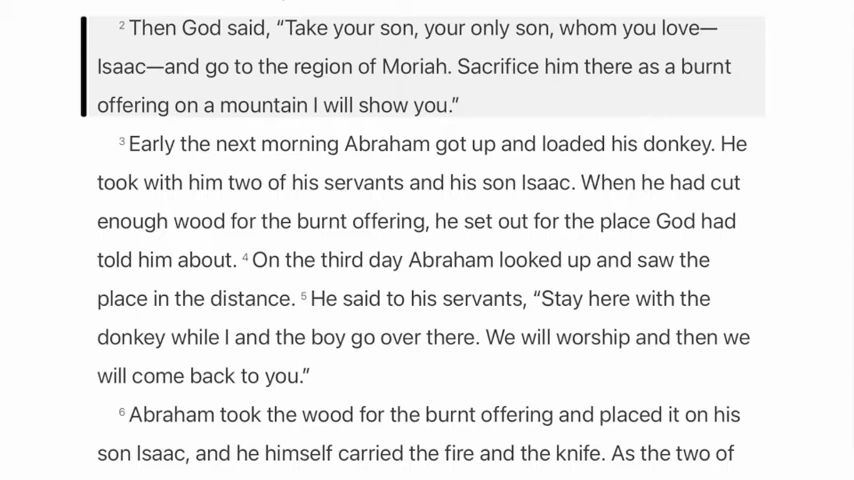 2 Then God said, “Take your son, your only son, whom you love—
Isaac—and go to the region of Moriah. Sacrifice him there as a burnt
offering on a mountain I will show you.”
3 Early the next morning Abraham got up and loaded his donkey. He
took with him two of his servants and his son Isaac. When he had cut
enough wood for the burnt offering, he set out for the place God had
told him about. 4 On the third day Abraham looked up and saw the
place in the distance. 5 He said to his servants, “Stay here with the
donkey while I and the boy go over there. We will worship and then we
will come back to you.”
6 Abraham took the wood for the burnt offering and placed it on his
son Isaac, and he himself carried the fire and the knife. As the two of